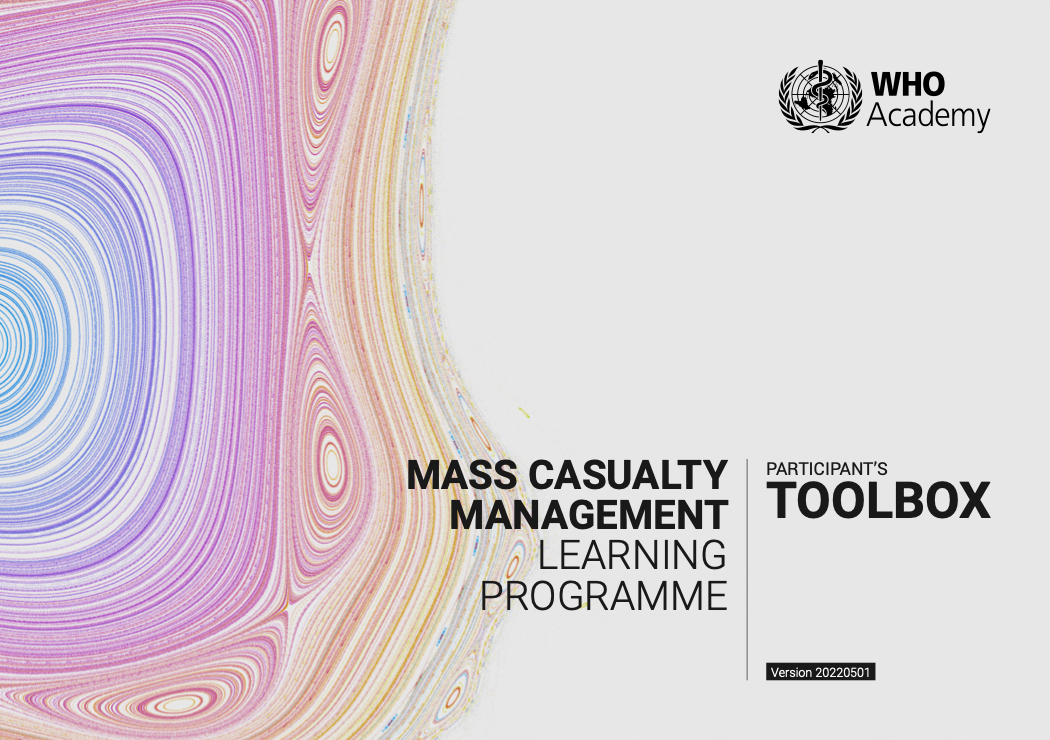 WHO
Academy
MASS CASUALTY
MANAGEMENT
LEARNING
PROGRAMME
PARTICIPANT'S
TOOLBOX
Version 20220501